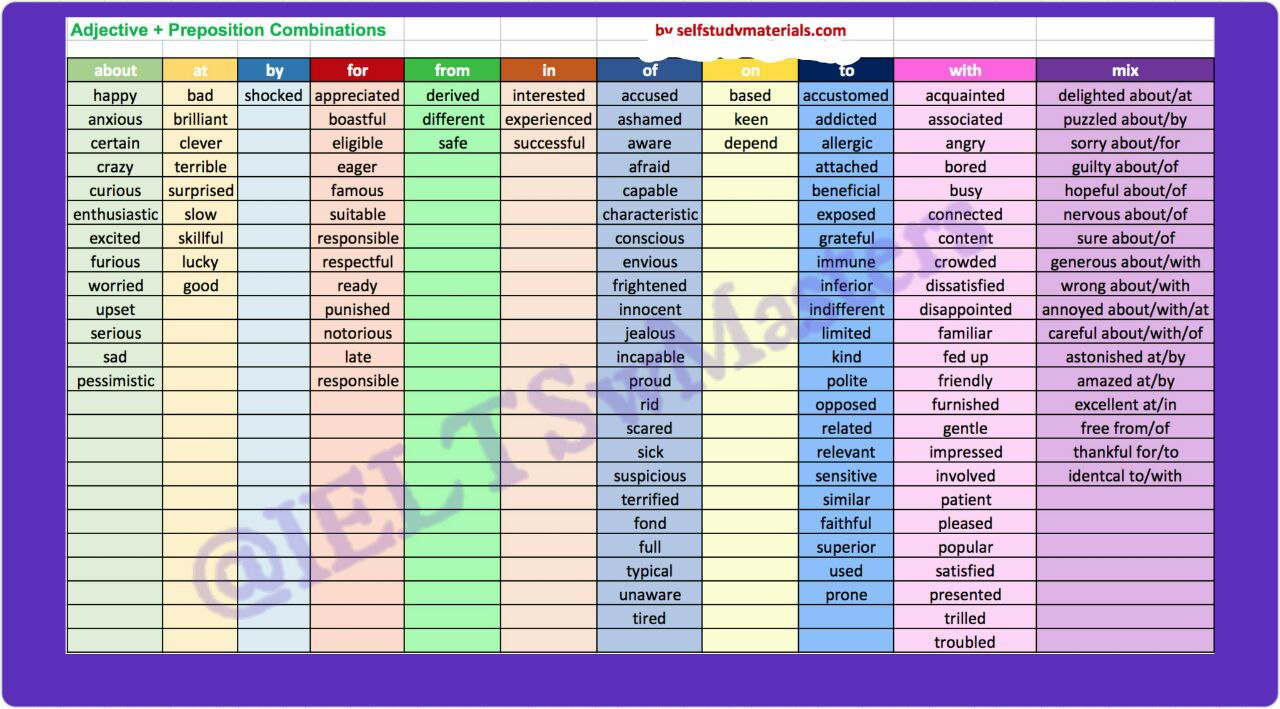 Adjective + Preposition Combinations by selfstudymaterials.com
about at by for from in of on to with mix
happy bad shocked appreciated derived interested accused based accustomed acquainted delighted about/at
anxious brilliant boastful different experienced ashamed keen addicted associated puzzled about/by
certain clever eligible safe successful aware depend allergic angry sorry about/for
crazy terrible eager afraid attached bored guilty about/of
curious surprised famous capable beneficial busy hopeful about/of
enthusiastic slow suitable characteristic exposed connected nervous about/of
excited skillful responsible conscious grateful content sure about/of
furious lucky respectful envious immune crowded generous about/with
worried good ready frightened inferior dissatisfied wrong about/with
upset punished innocent indifferent disappointed annoyed about/with/at
serious notorious jealous limited familiar careful about/with/of
sad late incapable kind fed up astonished at/by
pessimistic responsible proud polite friendly amazed at/by
rid opposed furnished excellent at/in
scared related gentle free from/of
sick relevant impressed thankful for/to
suspicious sensitive involved identcal to/with
terrified similar patient
fond faithful pleased
full superior popular
typical used satisfied
unaware prone presented
tired trilled
troubled
@IELTSwMasters